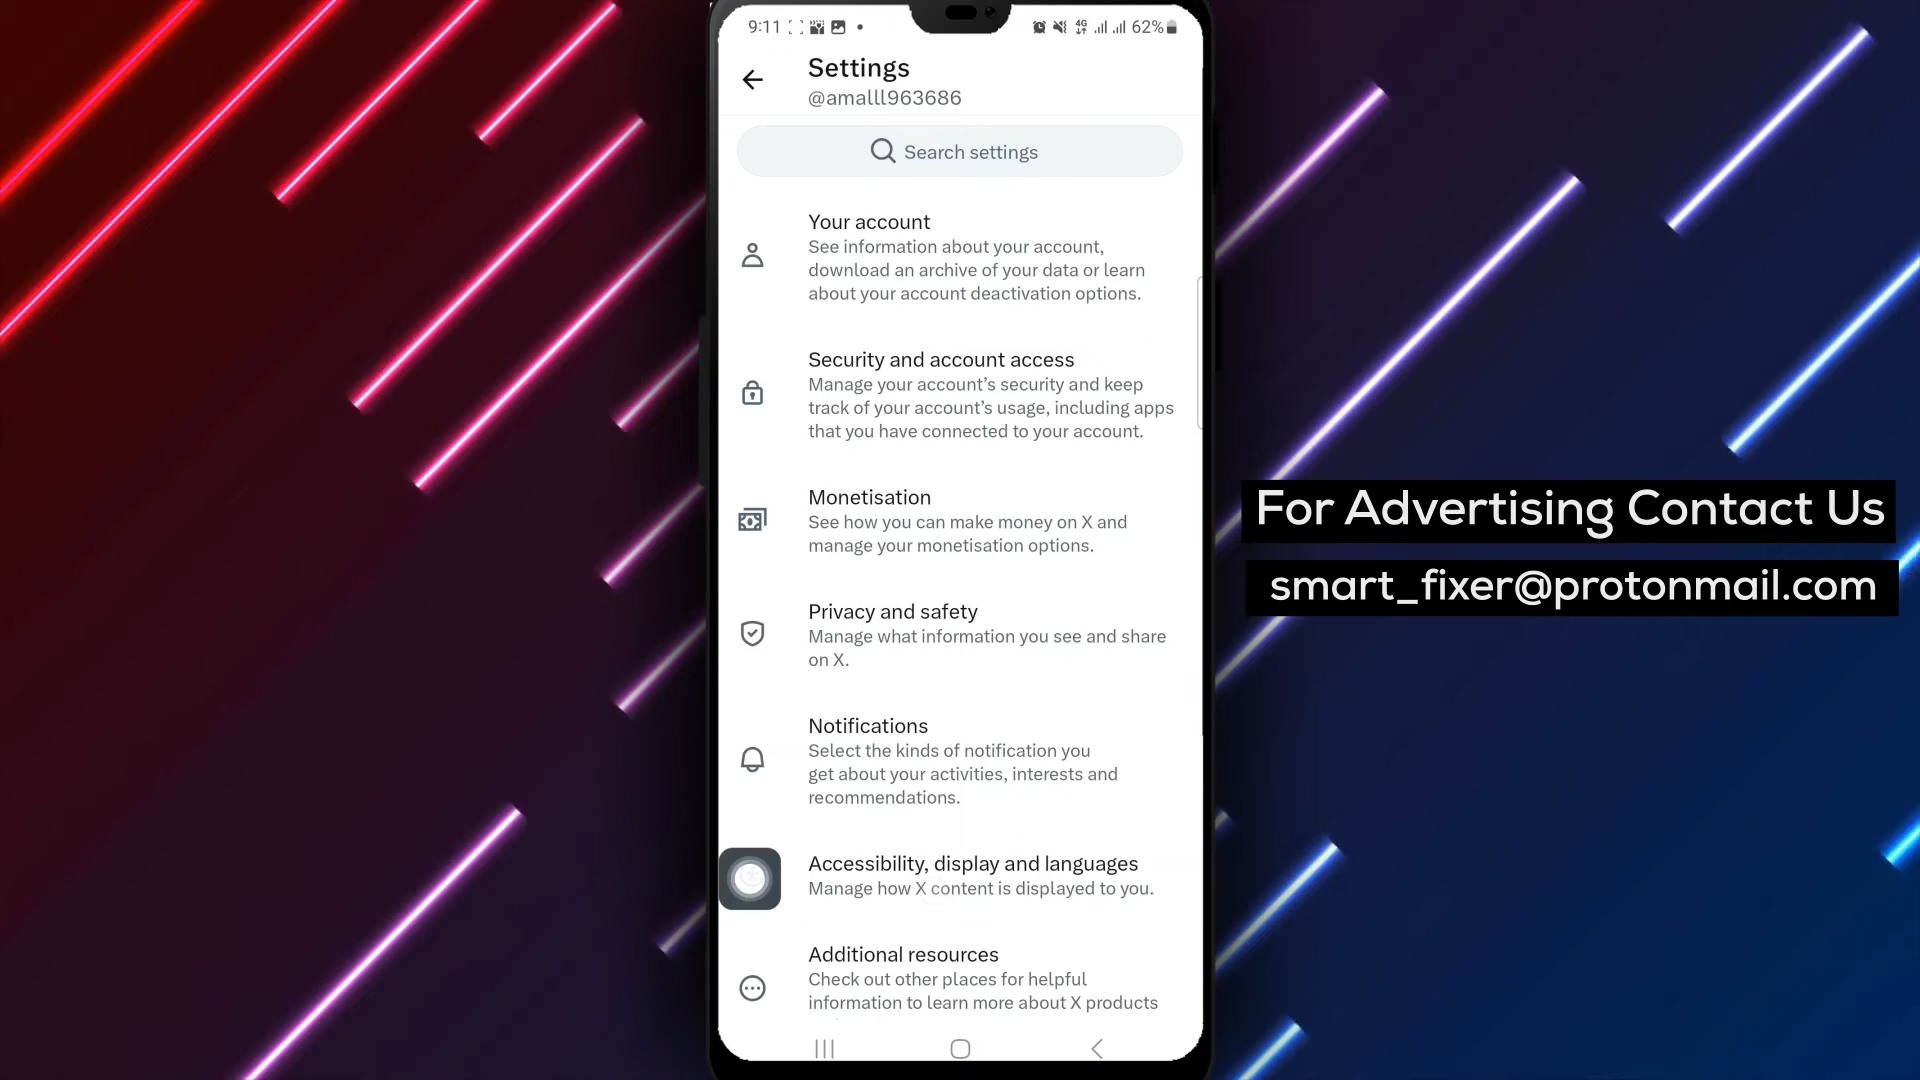 9:11
4G
62%
Settings
@amalll963686
Search settings
Your account
See information about your account,
download an archive of your data or learn
about your account deactivation options.
Security and account access
Manage your account’s security and keep
track of your account’s usage, including apps
that you have connected to your account.
Monetisation
See how you can make money on X and
manage your monetisation options.
Privacy and safety
Manage what information you see and share
on X.
Notifications
Select the kinds of notification you
get about your activities, interests and
recommendations.
Accessibility, display and languages
Manage how X content is displayed to you.
Additional resources
Check out other places for helpful
information to learn more about X products
For Advertising Contact Us
smart_fixer@protonmail.com